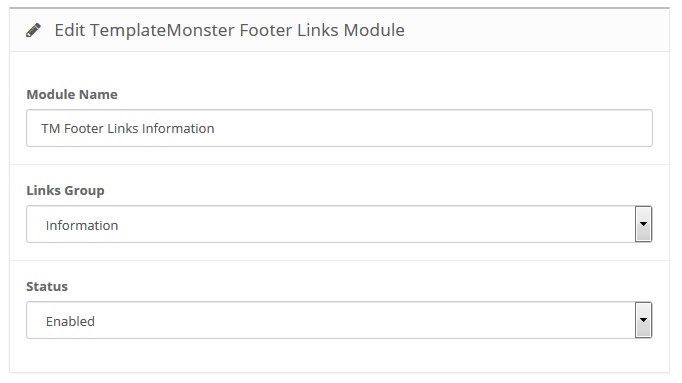 Edit TemplateMonster Footer Links Module
Module Name
TM Footer Links Information
Links Group
Information
Status
Enabled